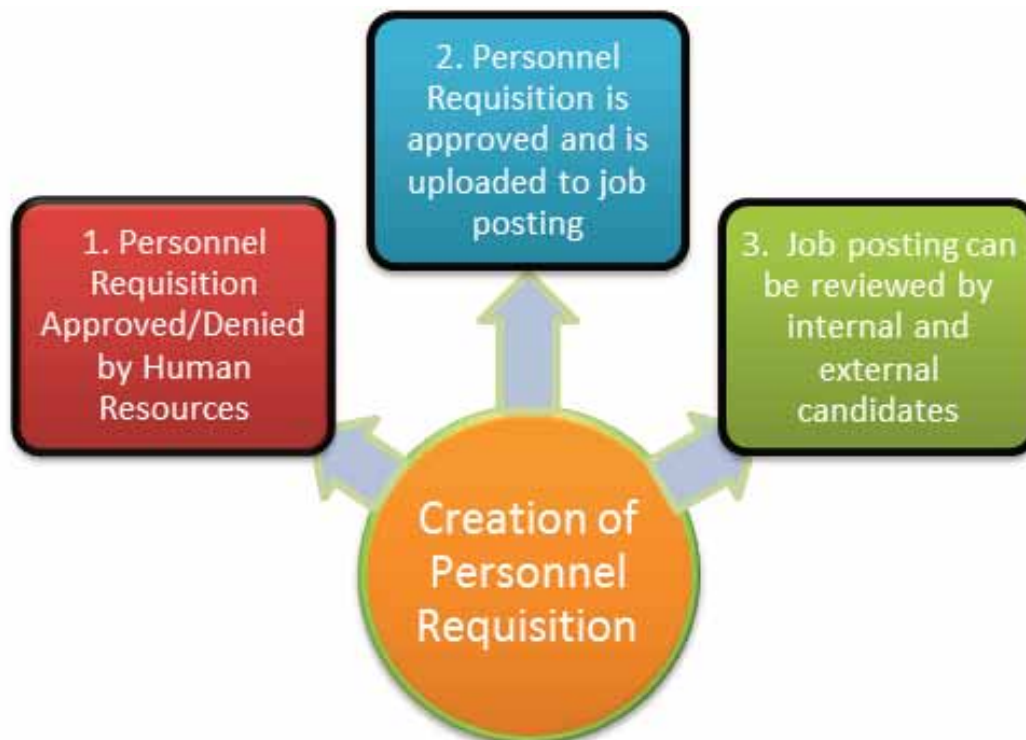 1. Personnel
Requisition
Approved/Denied
by Human
Resources
2. Personnel
Requisition is
approved and is
uploaded to job
posting
3. Job posting can
be reviewed by
internal and
external
candidates
Creation of
Personnel
Requisition